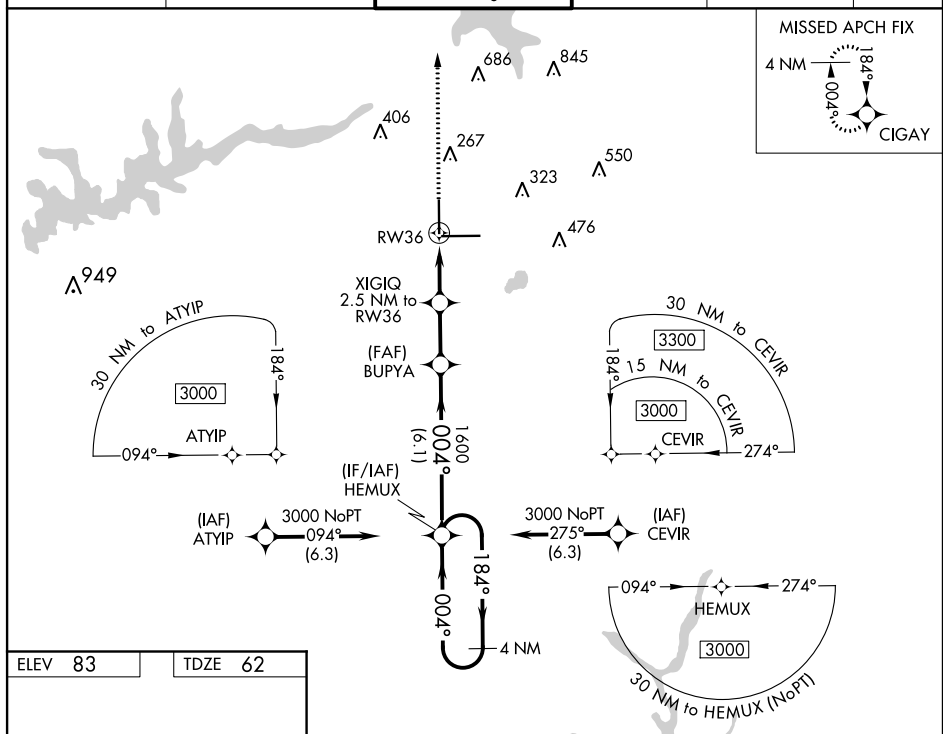 MISSED APCH FIX
4 NM
184°
004°
CIGAY
686
845
406
267
550
323
476
RW36
949
XIGIQ
2.5 NM to
RW36
(FAF)
BUPYA
30 NM to ATYIP
184°
3000
ATYIP
094°
30 NM to CEVIR
3300
184°
15 NM to CEVIR
3000
CEVIR
274°
1600
004°
(6.1)
(IF/IAF)
HEMUX
(IAF)
ATYIP
3000 NoPT
094°
(6.3)
3000 NoPT
275°
(6.3)
(IAF)
CEVIR
184°
004°
4 NM
094°
274°
HEMUX
3000
30 NM to HEMUX (NoPT)
ELEV 83
TDZE 62